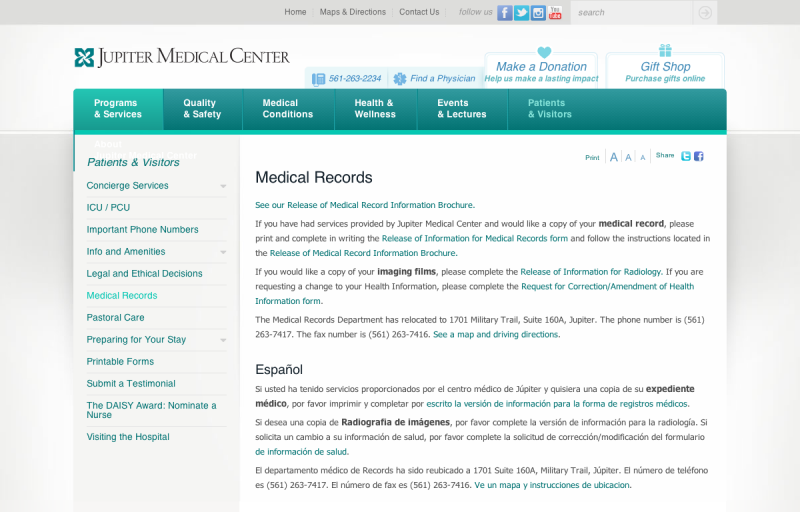 Home
Maps & Directions
Contact Us
follow us
You Tube
search
JUPITER MEDICAL CENTER
561-263-2234
Find a Physician
Make a Donation
Help us make a lasting impact
Gift Shop
Purchase gifts online
Programs
& Services
Quality
& Safety
Medical
Conditions
Health &
Wellness
Events
& Lectures
Patients
& Visitors
About
Patients & Visitors
Concierge Services
ICU / PCU
Important Phone Numbers
Info and Amenities
Legal and Ethical Decisions
Medical Records
Pastoral Care
Preparing for Your Stay
Printable Forms
Submit a Testimonial
The DAISY Award: Nominate a
Nurse
Visiting the Hospital
Print
A A A
Share
Medical Records
See our Release of Medical Record Information Brochure.
If you have had services provided by Jupiter Medical Center and would like a copy of your medical record, please
print and complete in writing the Release of Information for Medical Records form and follow the instructions located in
the Release of Medical Record Information Brochure.
If you would like a copy of your imaging films, please complete the Release of Information for Radiology. If you are
requesting a change to your Health Information, please complete the Request for Correction/Amendment of Health
Information form.
The Medical Records Department has relocated to 1701 Military Trail, Suite 160A, Jupiter. The phone number is (561)
263-7417. The fax number is (561) 263-7416. See a map and driving directions.
Español
Si usted ha tenido servicios proporcionados por el centro médico de Júpiter y quisiera una copia de su expediente
médico, por favor imprimir y completar por escrito la versión de información para la forma de registros médicos.
Si desea una copia de Radiografia de imágenes, por favor complete la versión de información para la radiología. Si
solicita un cambio a su información de salud, por favor complete la solicitud de corrección/modificación del formulario
de información de salud.
El departamento médico de Records ha sido reubicado a 1701 Suite 160A, Military Trail, Júpiter. El número de teléfono
es (561) 263-7417. El número de fax es (561) 263-7416. Ve un mapa y instrucciones de ubicacion.